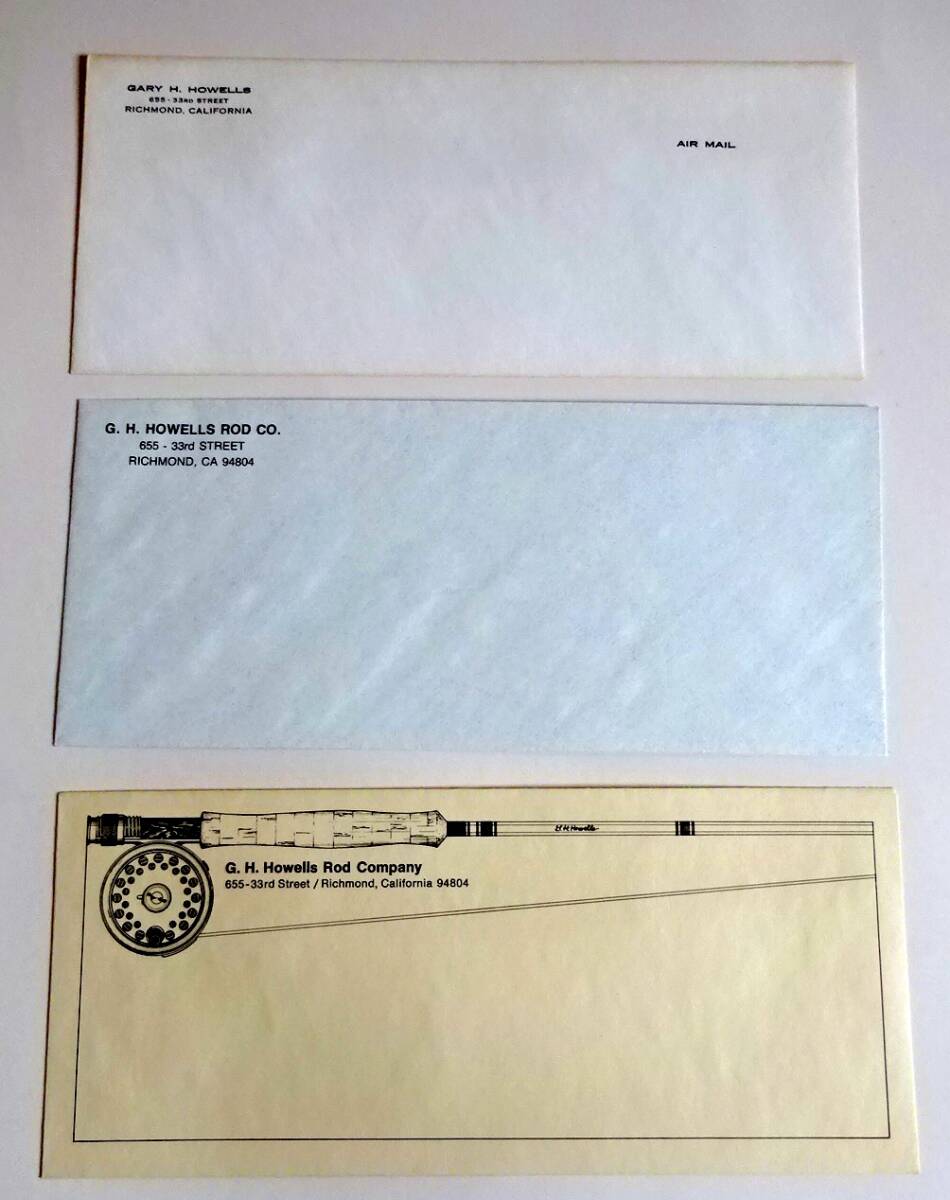 GARY H. HOWELLS
655 - 33RD STREET
RICHMOND, CALIFORNIA
AIR MAIL
G. H. HOWELLS ROD CO.
655 - 33rd STREET
RICHMOND, CA 94804
G. H. Howells
G. H. Howells Rod Company
655-33rd Street / Richmond, California 94804